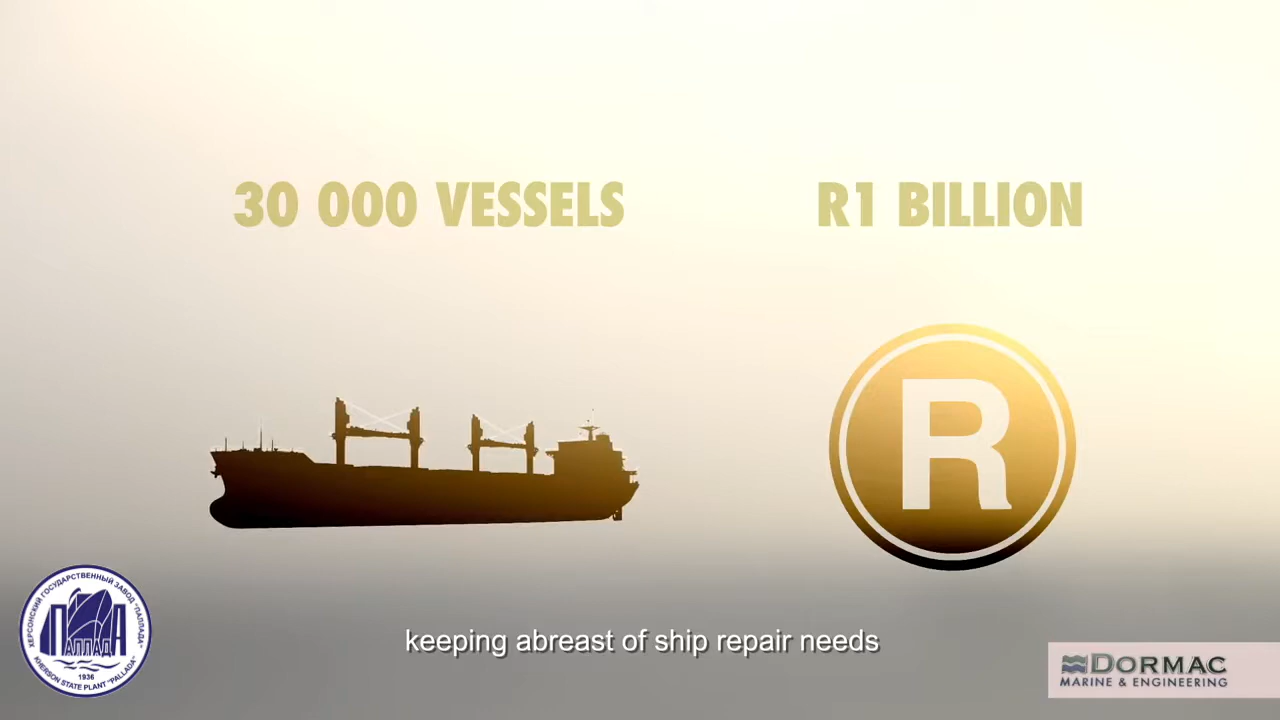 30 000 VESSELS
R1 BILLION
R
ХЕРСОНСКИЙ ГОСУДАРСТВЕННЫЙ ЗАВОД "ПАЛЛАДА"
ПАЛЛАДА
1936
KHERSON STATE PLANT "PALLADA"
keeping abreast of ship repair needs
DORMAC
MARINE & ENGINEERING